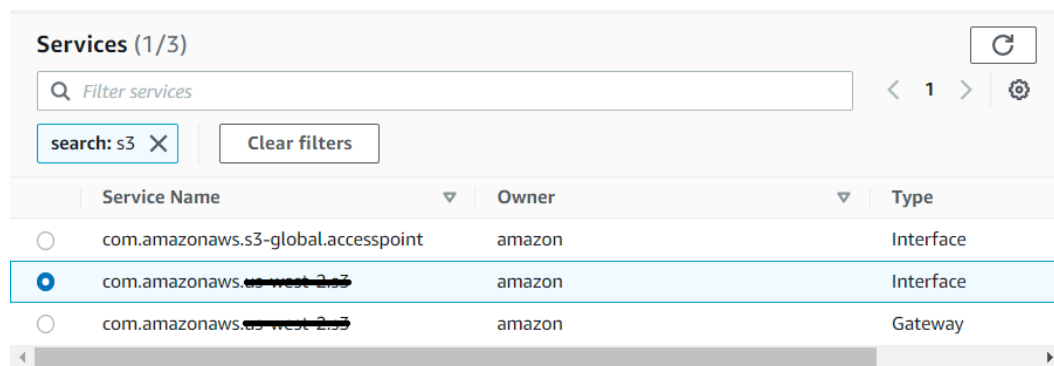 Services (1/3)
Filter services
1
search: s3
Clear filters
Service Name Owner Type
com.amazonaws.s3-global.accesspoint amazon Interface
com.amazonaws. amazon Interface
com.amazonaws. amazon Gateway